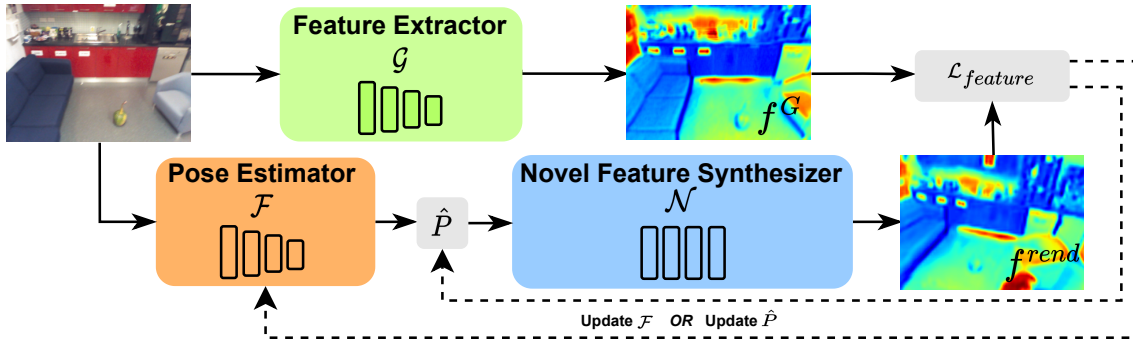 Feature Extractor
𝒢
f^G
ℒ_feature
Pose Estimator
ℱ
P̂
Novel Feature Synthesizer
𝒩
f^rend
Update ℱ OR Update P̂